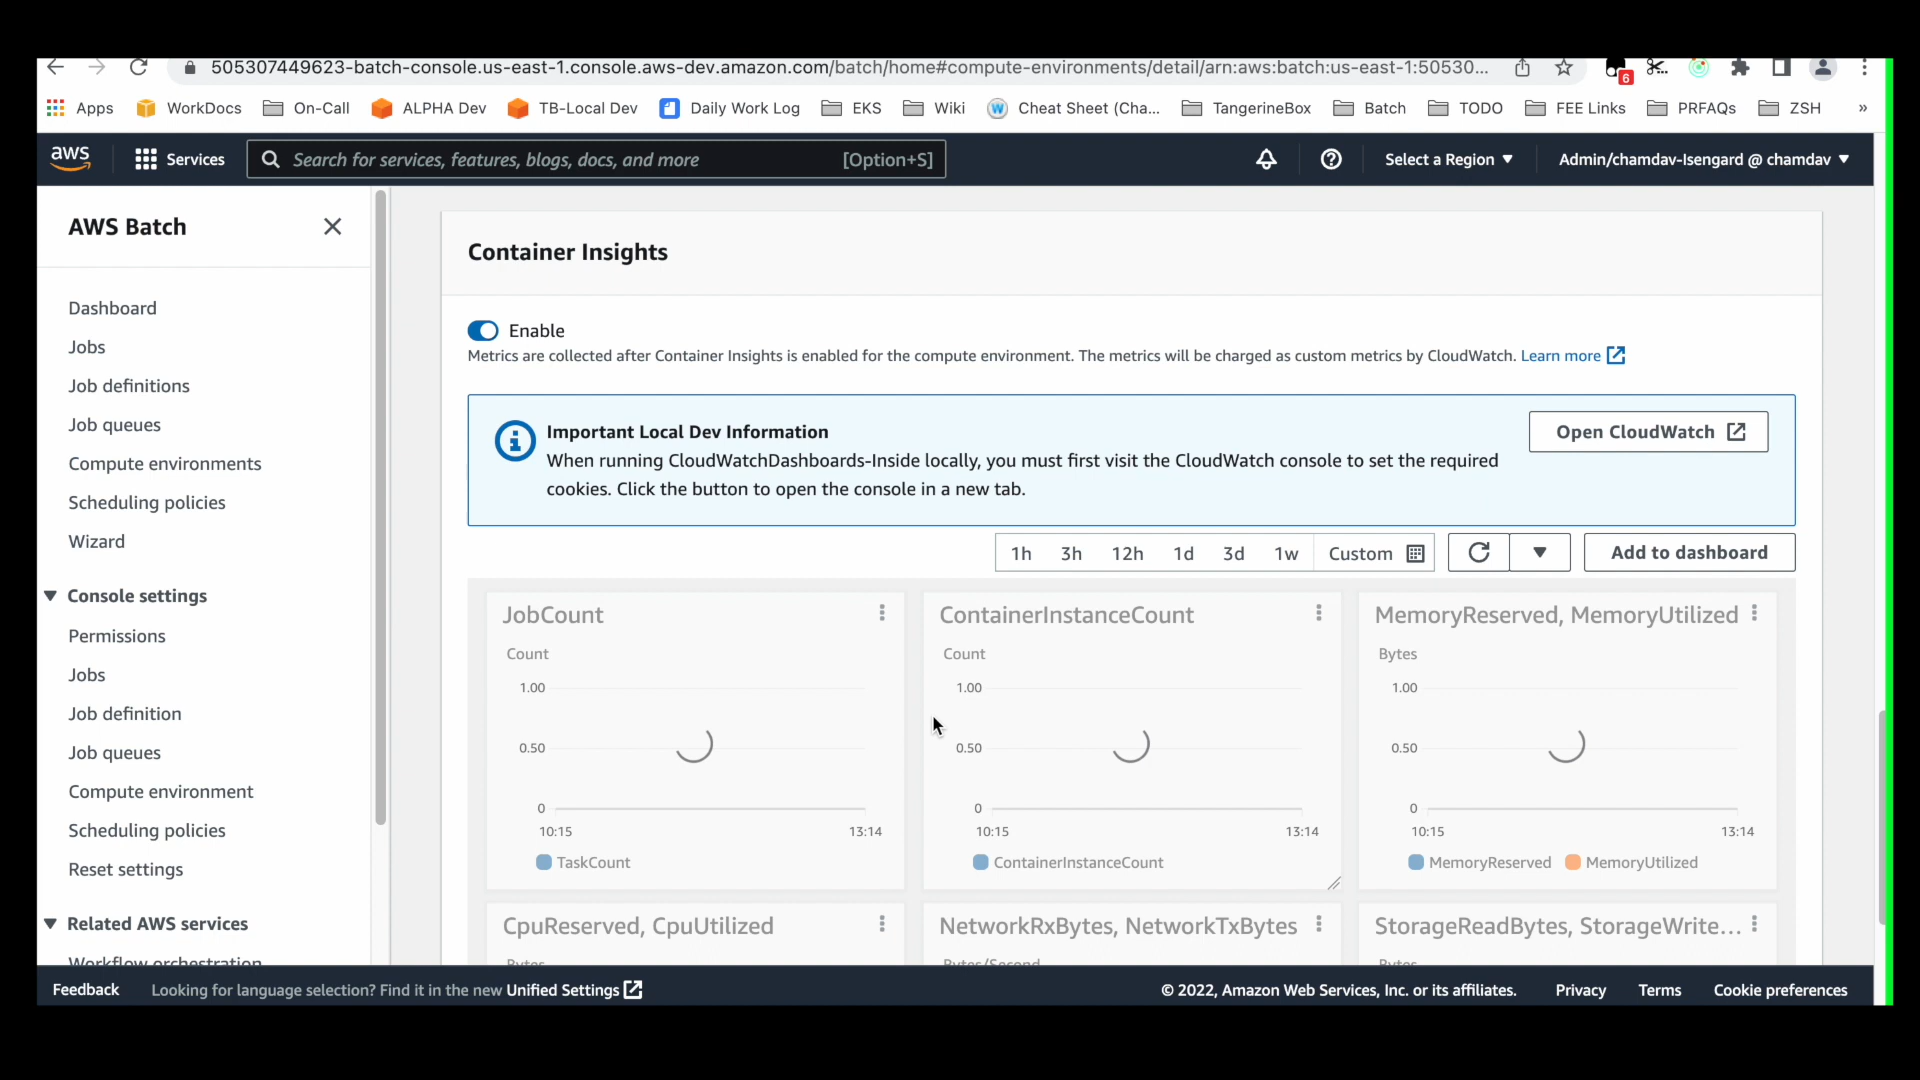 505307449623-batch-console.us-east-1.console.aws-dev.amazon.com/batch/home#compute-environments/detail/arn:aws:batch:us-east-1:50530...
6
Apps WorkDocs On-Call ALPHA Dev TB-Local Dev Daily Work Log EKS Wiki Cheat Sheet (Cha... TangerineBox Batch TODO FEE Links PRFAQs ZSH »
aws Services Search for services, features, blogs, docs, and more [Option+S] Select a Region ▼ Admin/chamdav-Isengard @ chamdav ▼
AWS Batch
Dashboard
Jobs
Job definitions
Job queues
Compute environments
Scheduling policies
Wizard
Console settings
Permissions
Jobs
Job definition
Job queues
Compute environment
Scheduling policies
Reset settings
Related AWS services
Workflow orchestration
Container Insights
Enable
Metrics are collected after Container Insights is enabled for the compute environment. The metrics will be charged as custom metrics by CloudWatch. Learn more
Important Local Dev Information
When running CloudWatchDashboards-Inside locally, you must first visit the CloudWatch console to set the required
cookies. Click the button to open the console in a new tab.
Open CloudWatch
1h 3h 12h 1d 3d 1w Custom Add to dashboard
JobCount
Count
1.00
0.50
0
10:15 13:14
TaskCount
ContainerInstanceCount
Count
1.00
0.50
0
10:15 13:14
ContainerInstanceCount
MemoryReserved, MemoryUtilized
Bytes
1.00
0.50
0
10:15 13:14
MemoryReserved MemoryUtilized
CpuReserved, CpuUtilized
Bytes
NetworkRxBytes, NetworkTxBytes
Bytes/Second
StorageReadBytes, StorageWrite...
Bytes
Feedback Looking for language selection? Find it in the new Unified Settings © 2022, Amazon Web Services, Inc. or its affiliates. Privacy Terms Cookie preferences